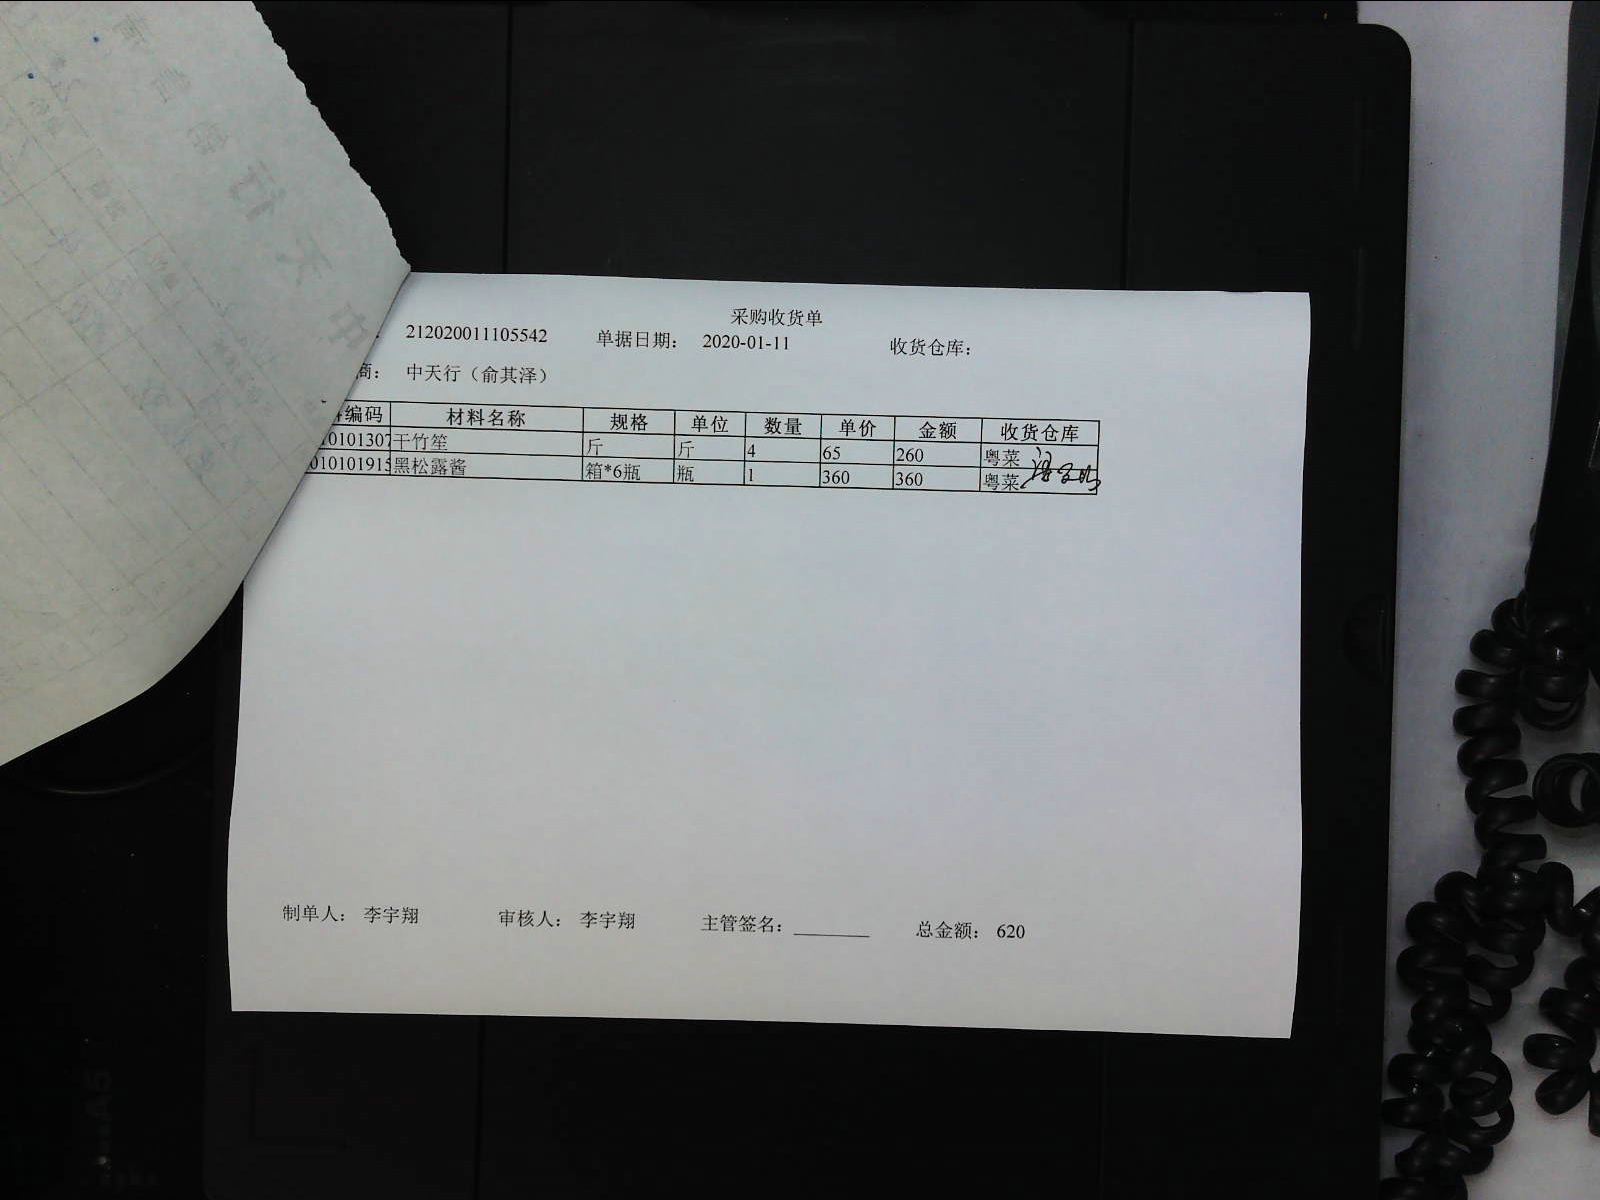 采购收货单
: 212020011105542 单据日期: 2020-01-11 收货仓库:
商: 中天行（俞其泽）
编码 材料名称 规格 单位 数量 单价 金额 收货仓库
0101307 干竹笙 斤 斤 4 65 260 粤菜
010101915 黑松露酱 箱*6瓶 瓶 1 360 360 粤菜
制单人: 李宇翔 审核人: 李宇翔 主管签名: 总金额: 620